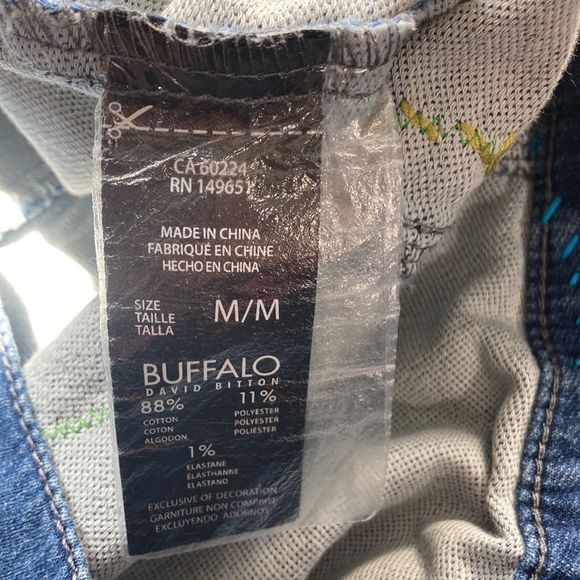 CA 60224
RN 149651
MADE IN CHINA
FABRIQUÉ EN CHINE
HECHO EN CHINA
SIZE
TAILLE
TALLA
M/M
BUFFALO
DAVID BITTON
88% 11%
COTTON POLYESTER
COTON POLYESTER
ALGODON POLIESTER
1%
ELASTANE
ÉLASTHANNE
ELASTANO
EXCLUSIVE OF DECORATION
GARNITURE NON COMPRISE
EXCLUYENDO ADORNOS